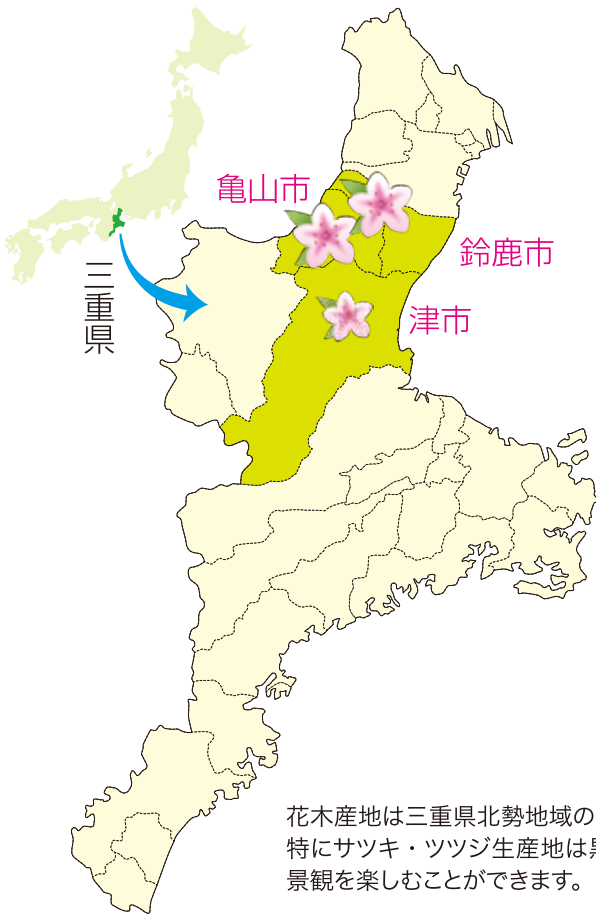 亀山市
鈴鹿市
津市
三重県
花木産地は三重県北勢地域の
特にサツキ・ツツジ生産地は
景観を楽しむことができます。